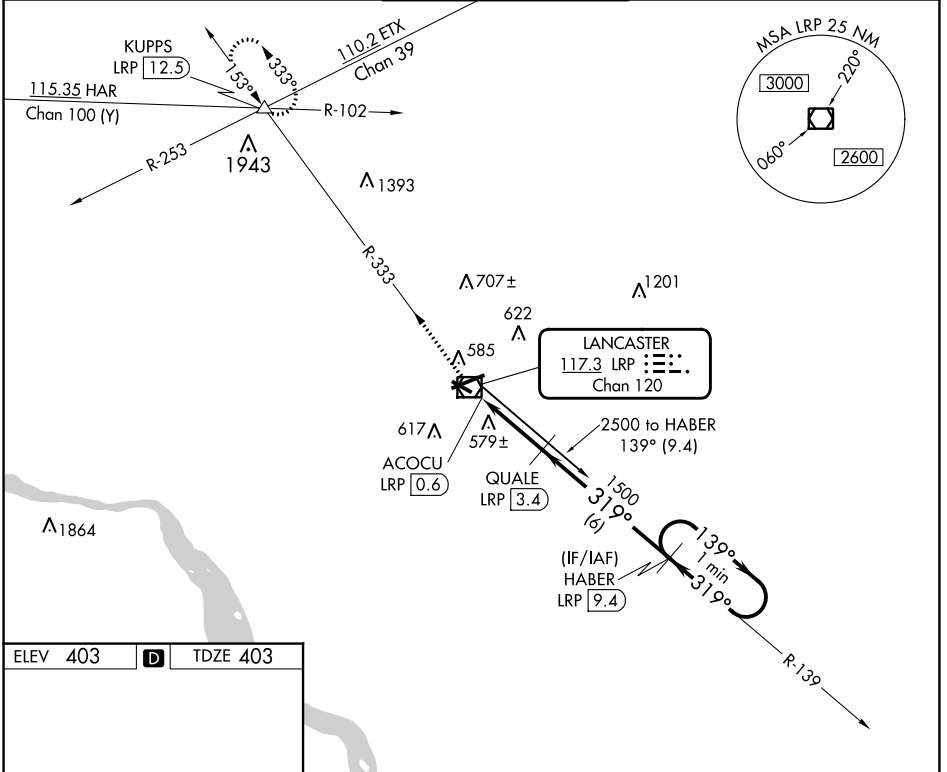 KUPPS
LRP 12.5
115.35 HAR
Chan 100 (Y)
153°
333°
110.2 ETX
Chan 39
R-102
R-253
1943
1393
MSA LRP 25 NM
3000
220°
060°
2600
R-333
707±
1201
622
585
LANCASTER
117.3 LRP
Chan 120
617
579±
2500 to HABER
139° (9.4)
ACOCU
LRP 0.6
QUALE
LRP 3.4
1500
319°
(6)
1864
(IF/IAF)
HABER
LRP 9.4
139°
1 min
319°
R-139
ELEV 403 D TDZE 403